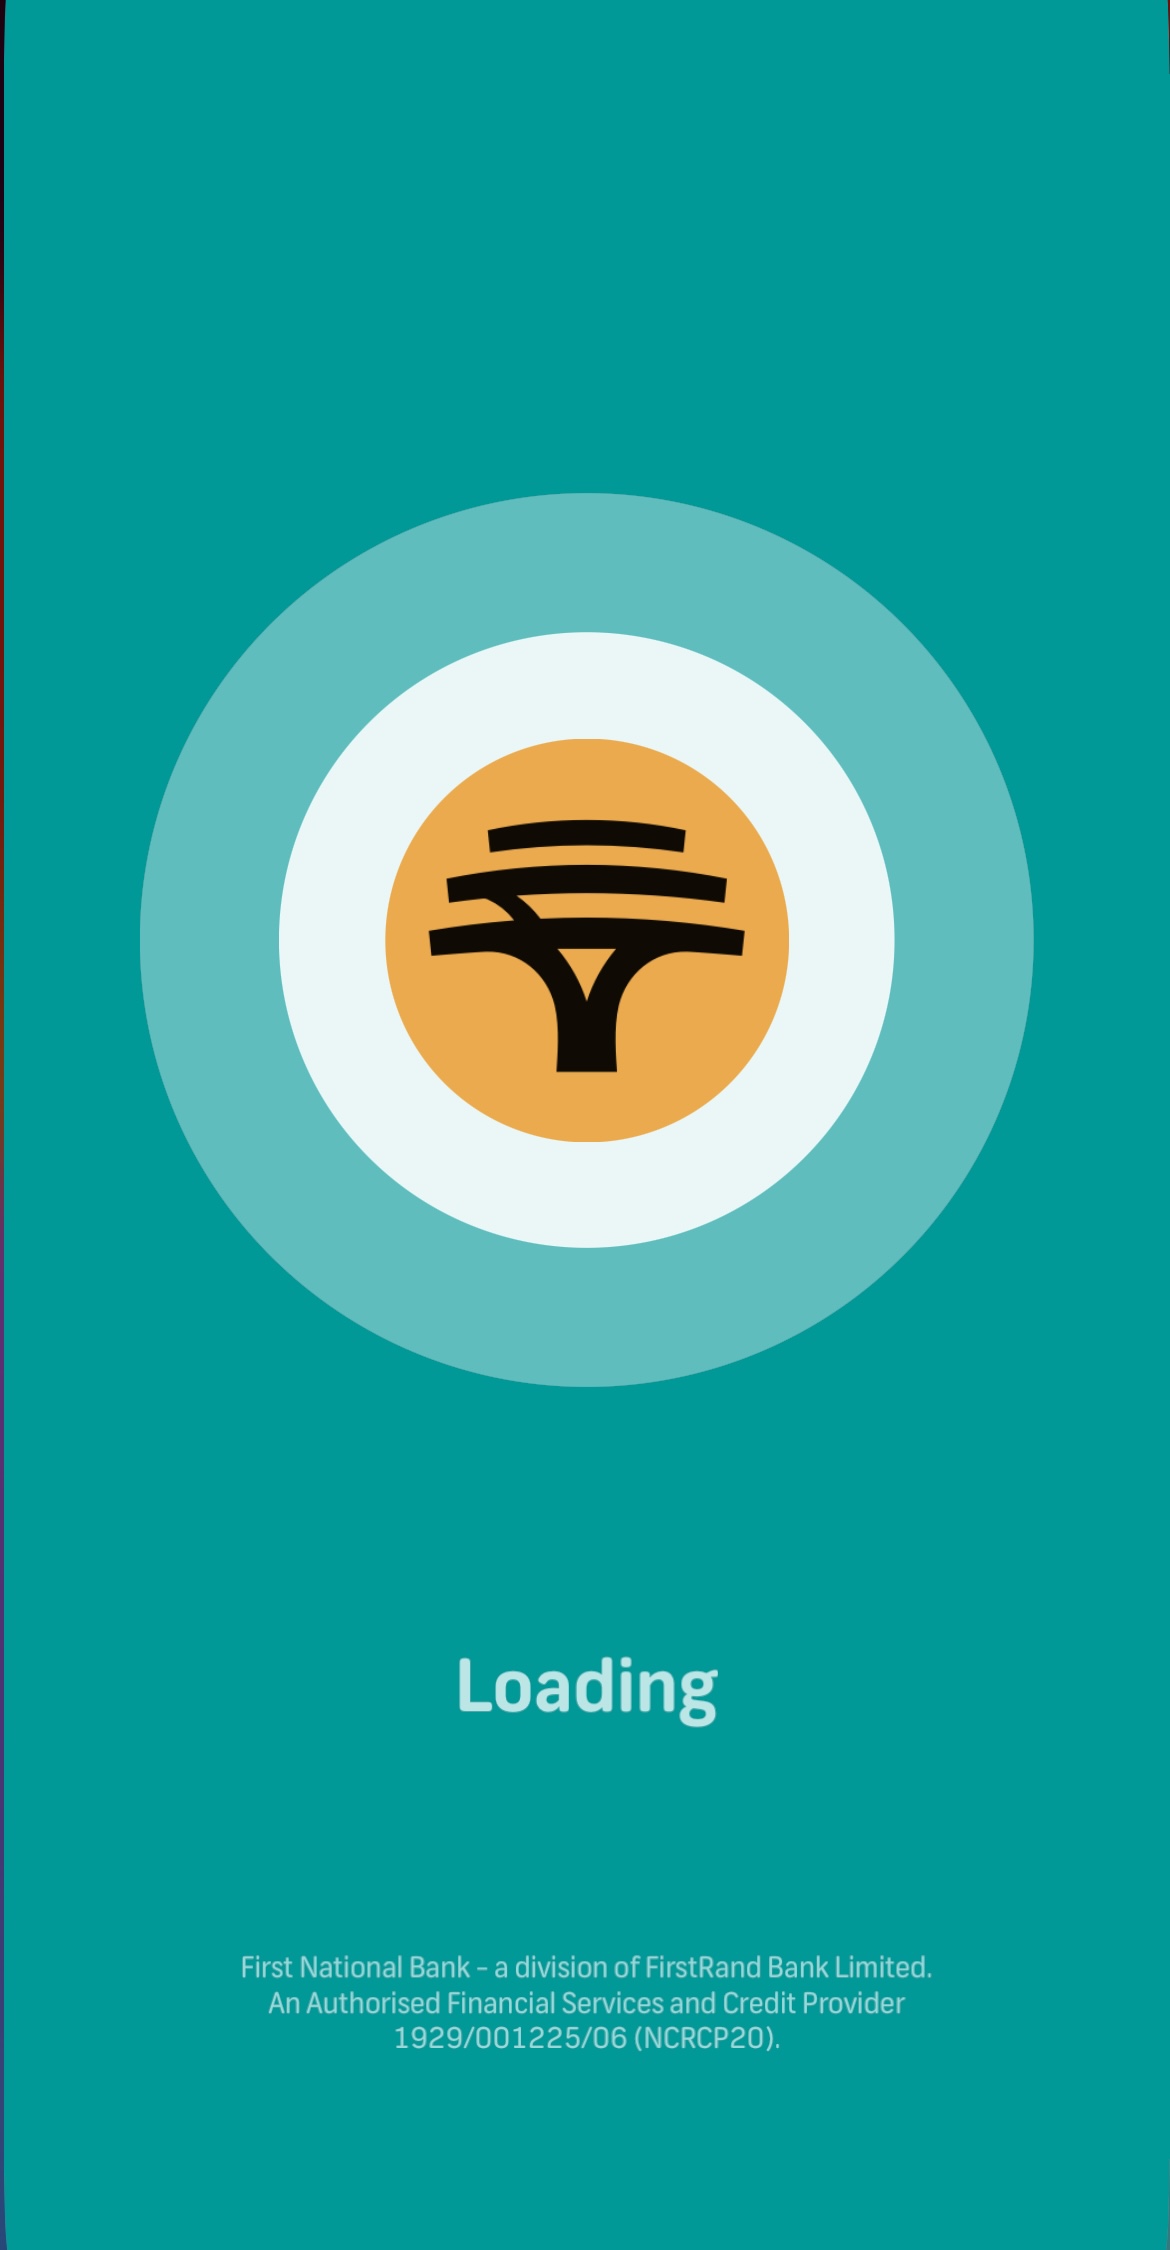 Loading
First National Bank - a division of FirstRand Bank Limited.
An Authorised Financial Services and Credit Provider
1929/001225/06 (NCRCP20).